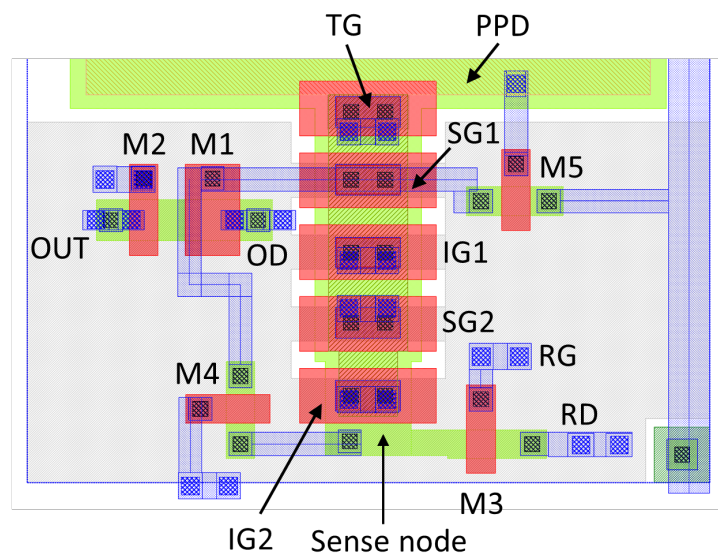 TG
PPD
SG1
M2
M1
M5
OUT
OD
IG1
SG2
RG
M4
RD
M3
IG2
Sense node